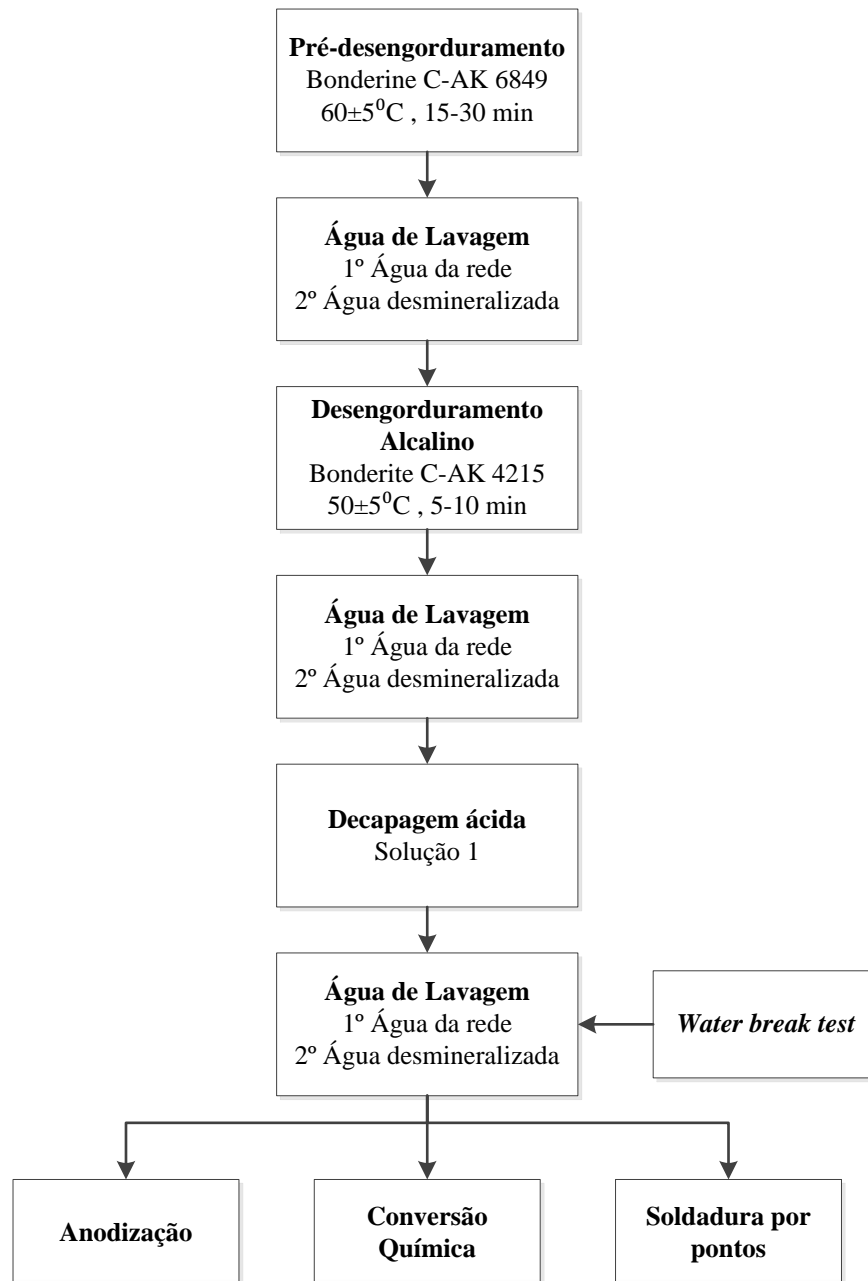 Pré-desengorduramento
Bonderine C-AK 6849
60±5⁰C , 15-30 min
Água de Lavagem
1º Água da rede
2º Água desmineralizada
Desengorduramento
Alcalino
Bonderite C-AK 4215
50±5⁰C , 5-10 min
Água de Lavagem
1º Água da rede
2º Água desmineralizada
Decapagem ácida
Solução 1
Água de Lavagem
1º Água da rede
2º Água desmineralizada
Water break test
Anodização
Conversão
Química
Soldadura por
pontos